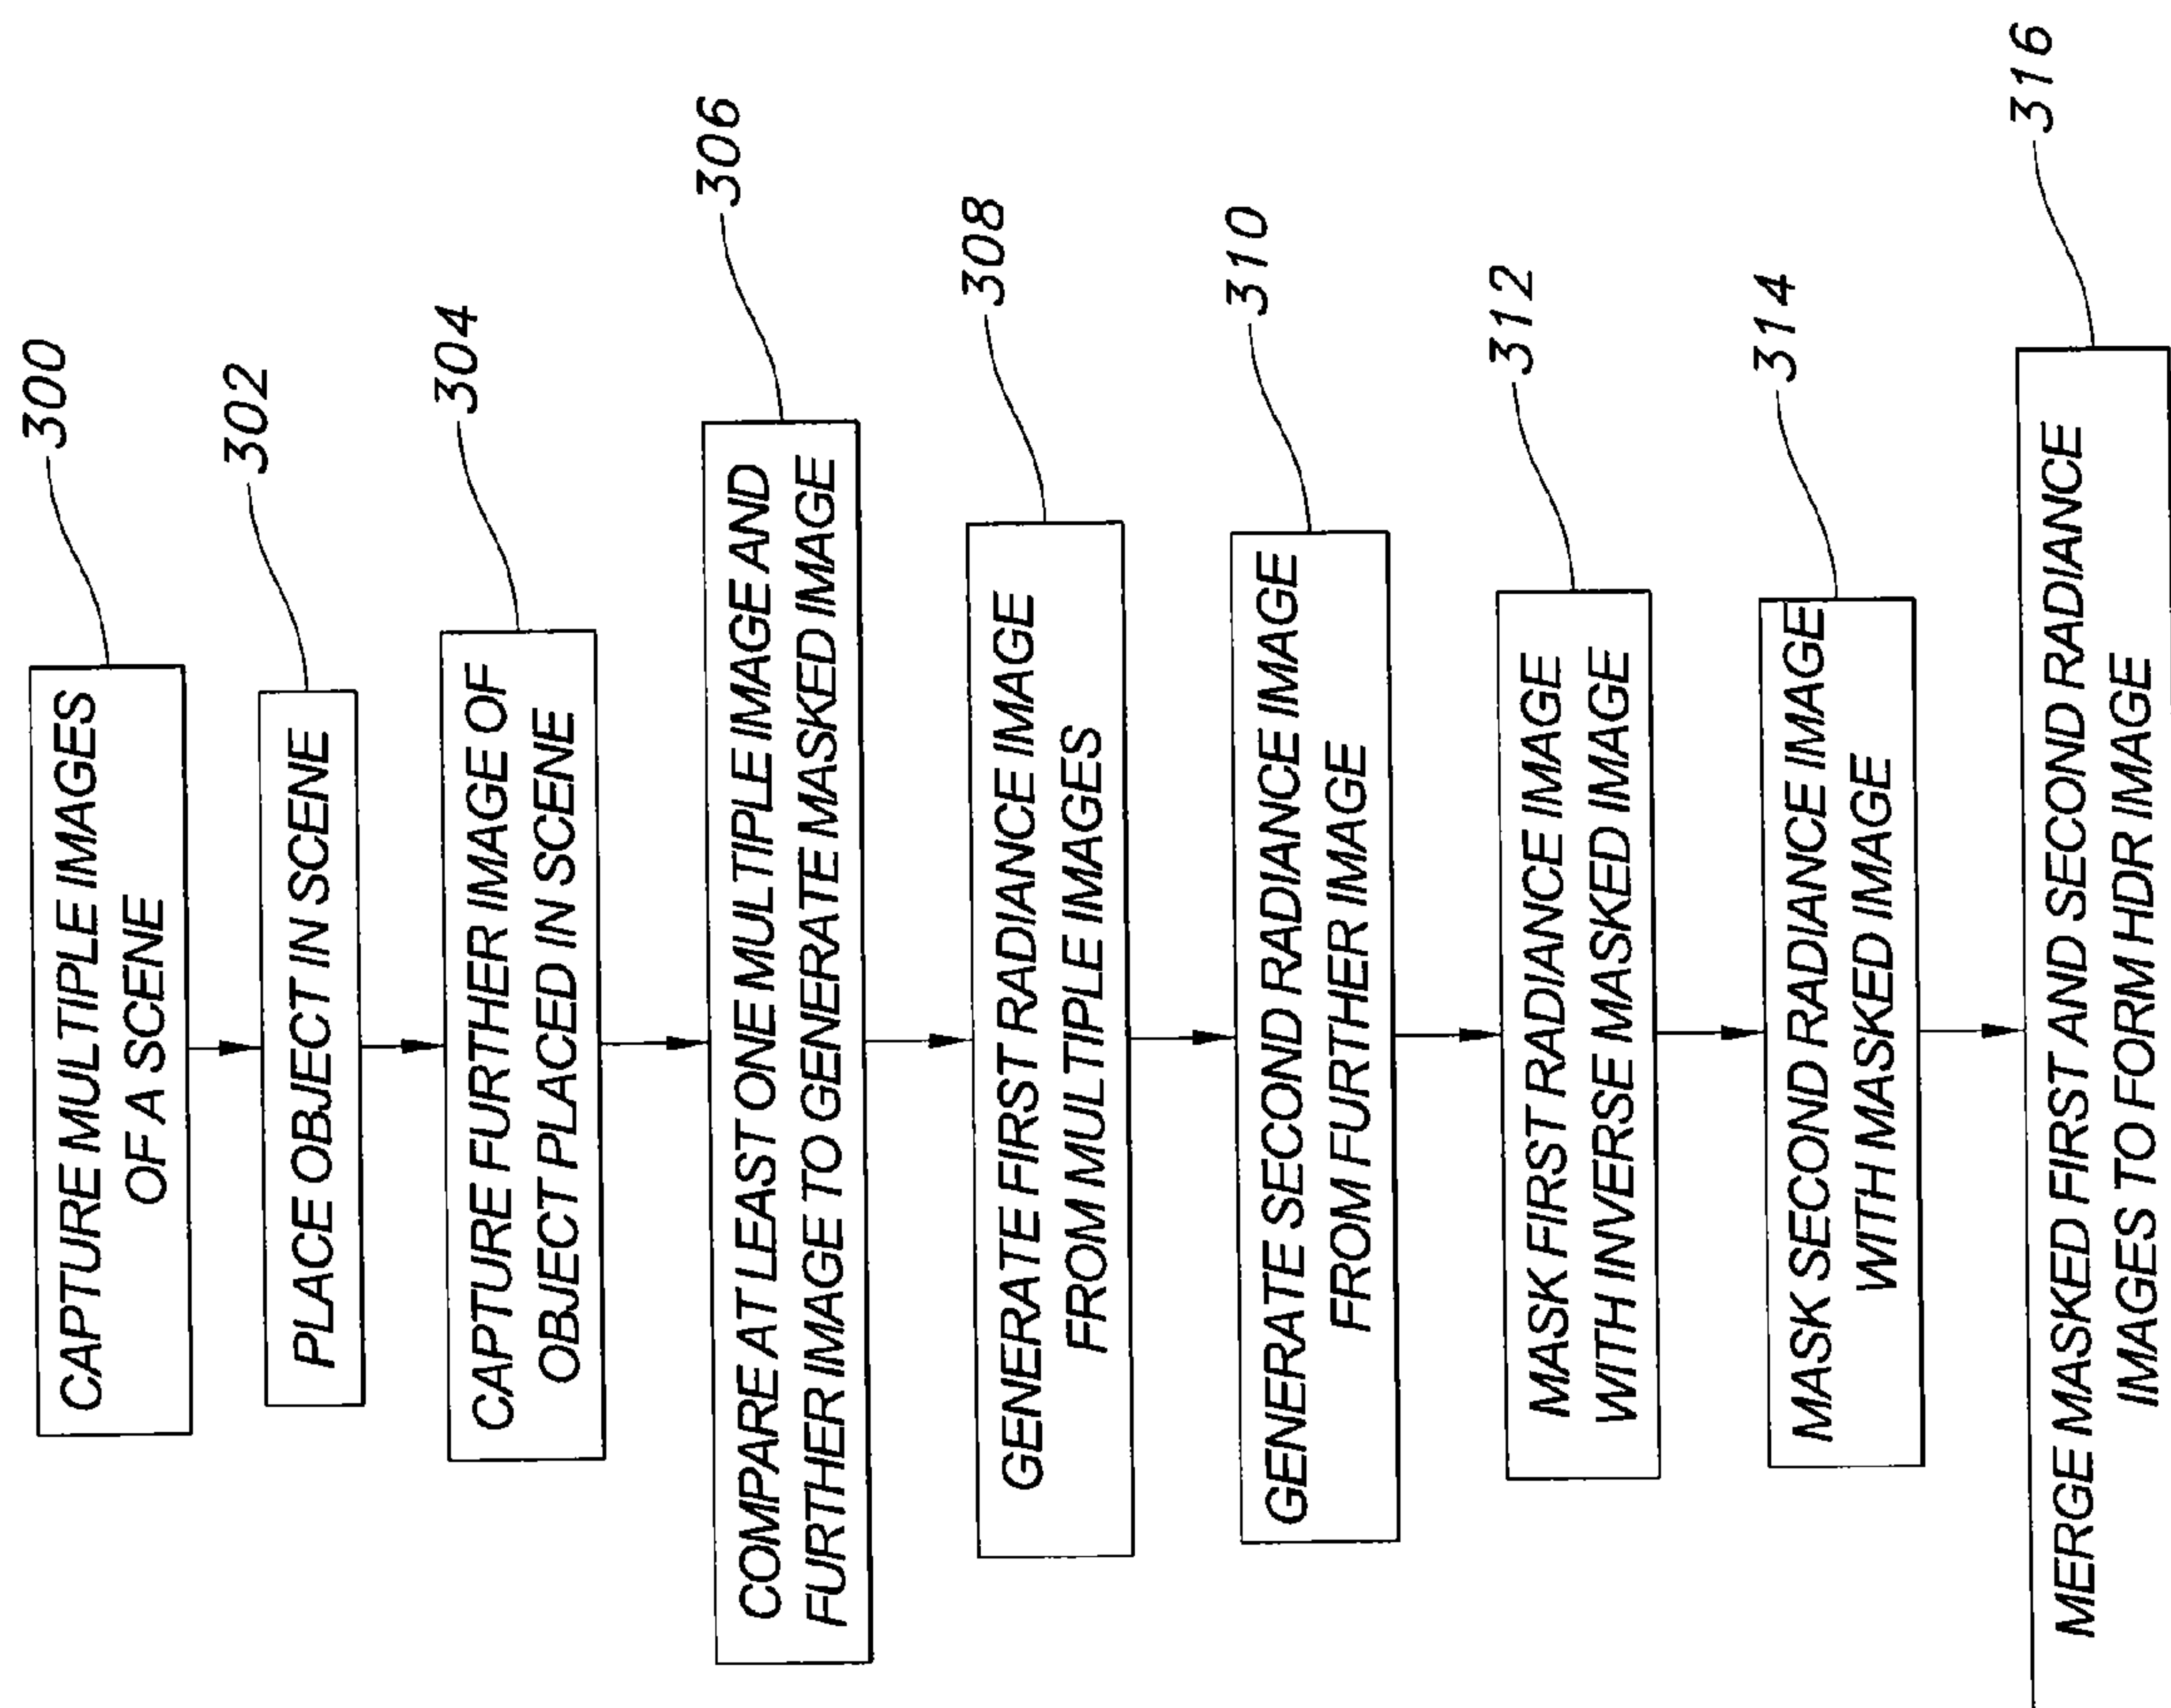 300
CAPTURE MULTIPLE IMAGES
OF A SCENE
302
PLACE OBJECT IN SCENE
304
CAPTURE FURTHER IMAGE OF
OBJECT PLACED IN SCENE
306
COMPARE AT LEAST ONE MULTIPLE IMAGE AND
FURTHER IMAGE TO GENERATE MASKED IMAGE
308
GENERATE FIRST RADIANCE IMAGE
FROM MULTIPLE IMAGES
310
GENERATE SECOND RADIANCE IMAGE
FROM FURTHER IMAGE
312
MASK FIRST RADIANCE IMAGE
WITH INVERSE MASKED IMAGE
314
MASK SECOND RADIANCE IMAGE
WITH MASKED IMAGE
316
MERGE MASKED FIRST AND SECOND RADIANCE
IMAGES TO FORM HDR IMAGE